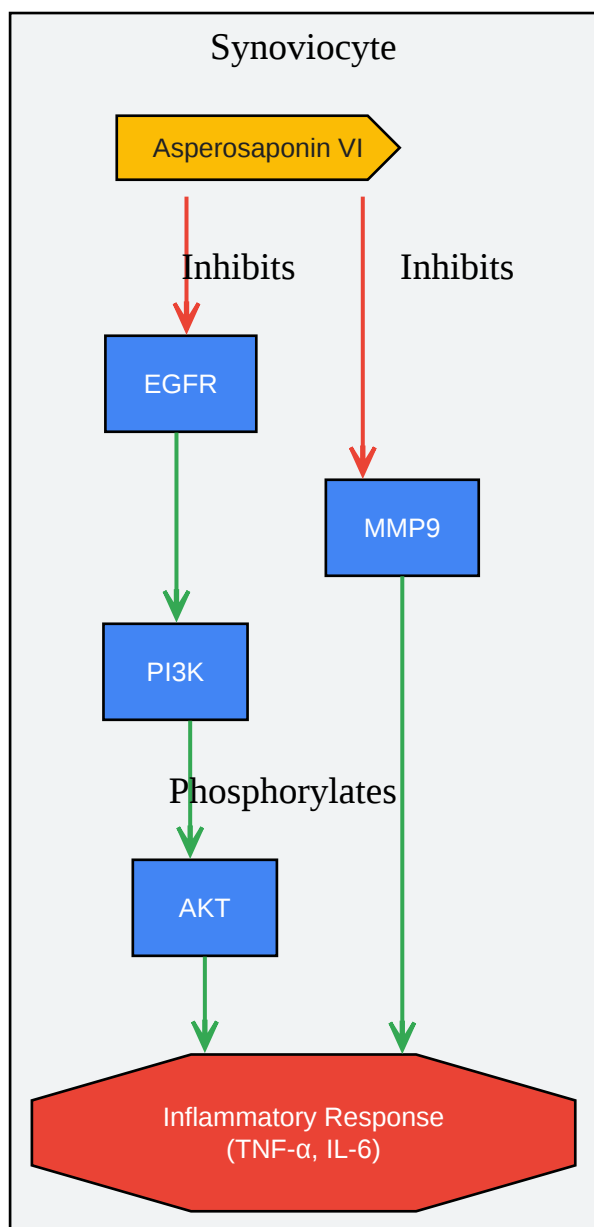 Synoviocyte
Asperosaponin VI
Inhibits
Inhibits
EGFR
MMP9
PI3K
Phosphorylates
AKT
Inflammatory Response
(TNF-α, IL-6)